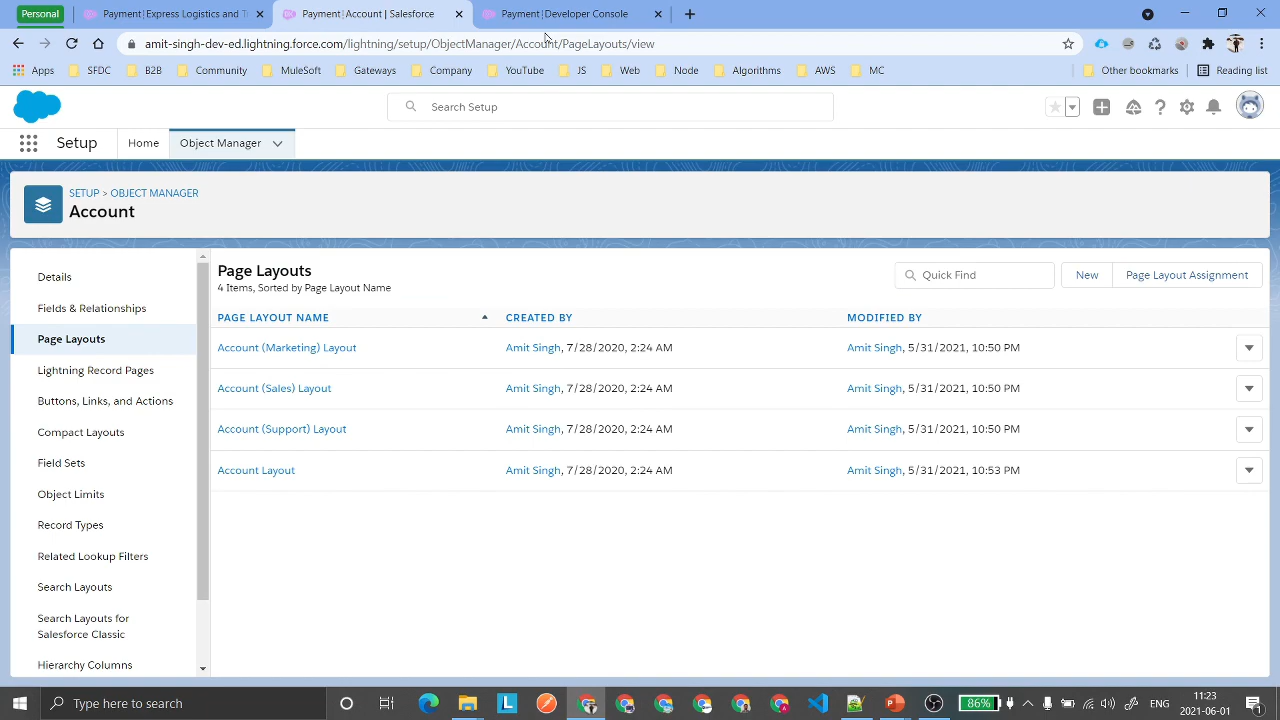 Personal
Payment|Express Logistics and Tr
Payment|Account | Salesforce
Payment|Developer Console
amit-singh-dev-ed.lightning.force.com/lightning/setup/ObjectManager/Account/PageLayouts/view
Apps SFDC B2B Community MuleSoft Gateways Company YouTube JS Web Node Algorithms AWS MC Other bookmarks Reading list
Search Setup
Setup Home Object Manager
SETUP > OBJECT MANAGER
Account
Details
Fields & Relationships
Page Layouts
Lightning Record Pages
Buttons, Links, and Actions
Compact Layouts
Field Sets
Object Limits
Record Types
Related Lookup Filters
Search Layouts
Search Layouts for
Salesforce Classic
Hierarchy Columns
Page Layouts
4 Items, Sorted by Page Layout Name
Quick Find
New
Page Layout Assignment
PAGE LAYOUT NAME CREATED BY MODIFIED BY
Account (Marketing) Layout Amit Singh, 7/28/2020, 2:24 AM Amit Singh, 5/31/2021, 10:50 PM
Account (Sales) Layout Amit Singh, 7/28/2020, 2:24 AM Amit Singh, 5/31/2021, 10:50 PM
Account (Support) Layout Amit Singh, 7/28/2020, 2:24 AM Amit Singh, 5/31/2021, 10:50 PM
Account Layout Amit Singh, 7/28/2020, 2:24 AM Amit Singh, 5/31/2021, 10:53 PM
Type here to search
86%
ENG
11:23
2021-06-01